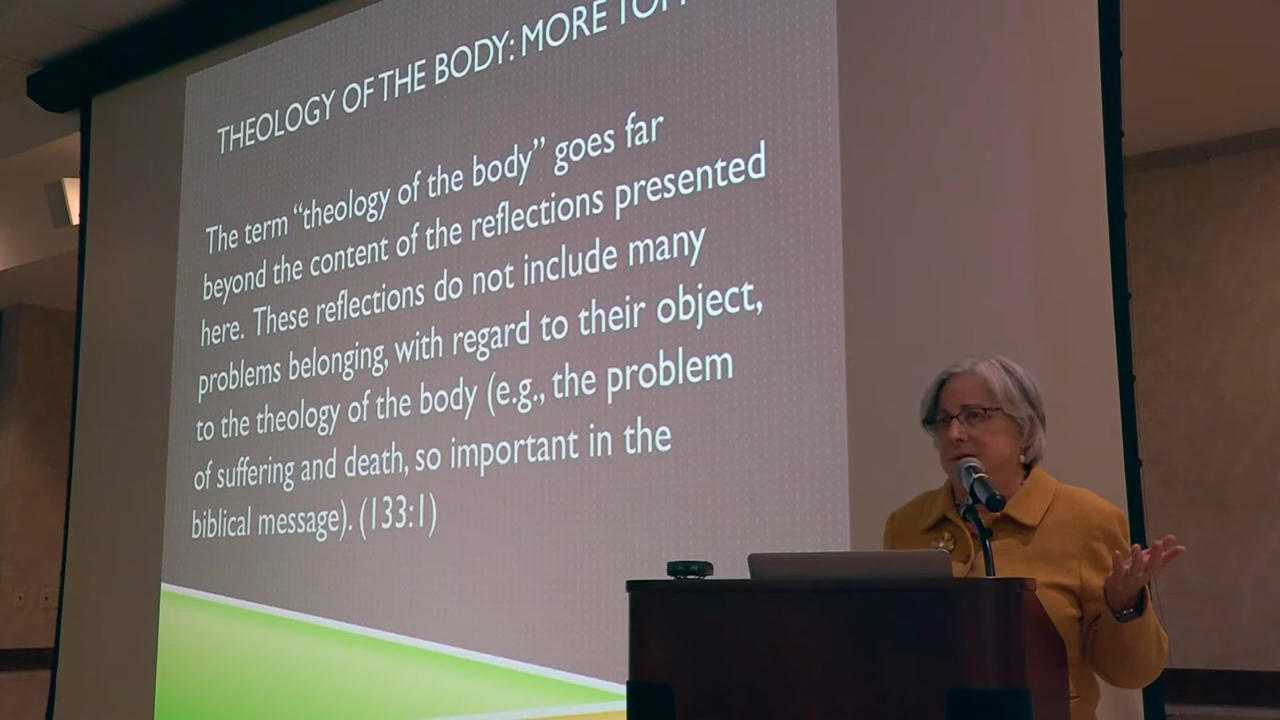 THEOLOGY OF THE BODY: MORE TO
The term “theology of the body” goes far
beyond the content of the reflections presented
here. These reflections do not include many
problems belonging, with regard to their object,
to the theology of the body (e.g., the problem
of suffering and death, so important in the
biblical message). (133:1)